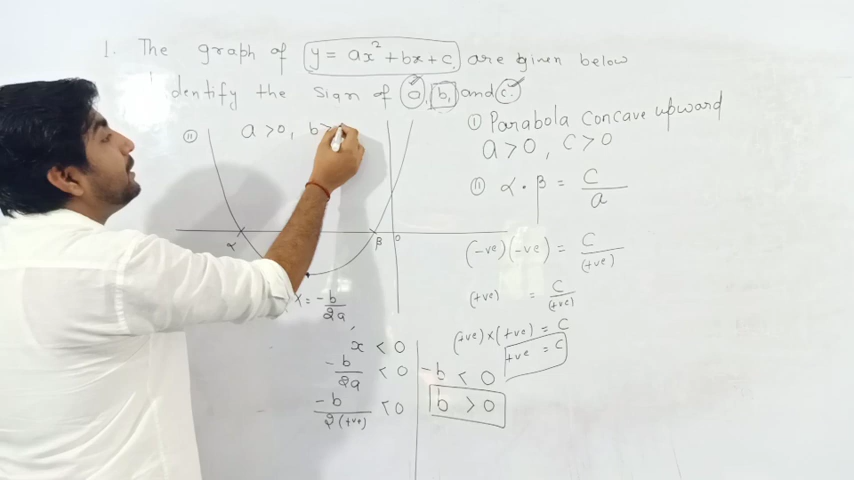 1. The graph of y = ax² + bx + c are given below
Identify the sign of a, b, and c.
(ii) a > 0, b >
α
β
0
x = -b/2a,
x < 0
-b/2a < 0
-b/2(+ve) < 0
-b < 0
b > 0
(i) Parabola Concave upward
a > 0, c > 0
(ii) α · β = c/a
(-ve)(-ve) = c/(+ve)
(+ve) = c/(+ve)
(+ve)×(+ve) = c
+ve = c